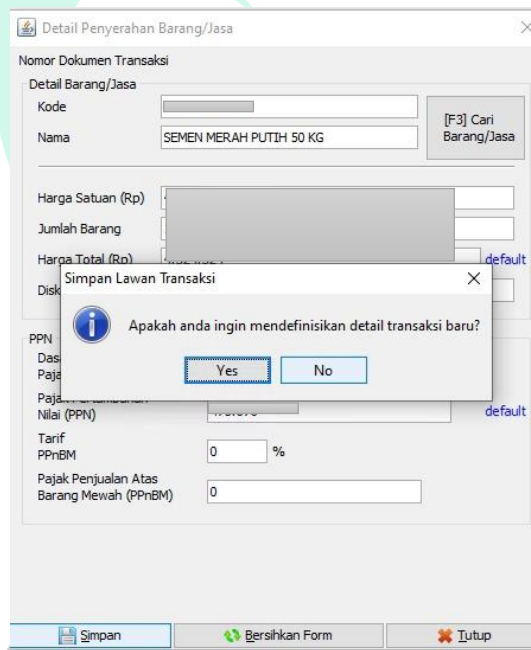 Detail Penyerahan Barang/Jasa
Nomor Dokumen Transaksi
Detail Barang/Jasa
Kode
Nama SEMEN MERAH PUTIH 50 KG
[F3] Cari
Barang/Jasa
Harga Satuan (Rp)
Jumlah Barang
Harga Total (Rp) default
Disk
Simpan Lawan Transaksi
Apakah anda ingin mendefinisikan detail transaksi baru?
Yes No
PPN
Nilai (PPN) default
Tarif
PPnBM 0 %
Pajak Penjualan Atas
Barang Mewah (PPnBM) 0
Simpan Bersihkan Form Tutup